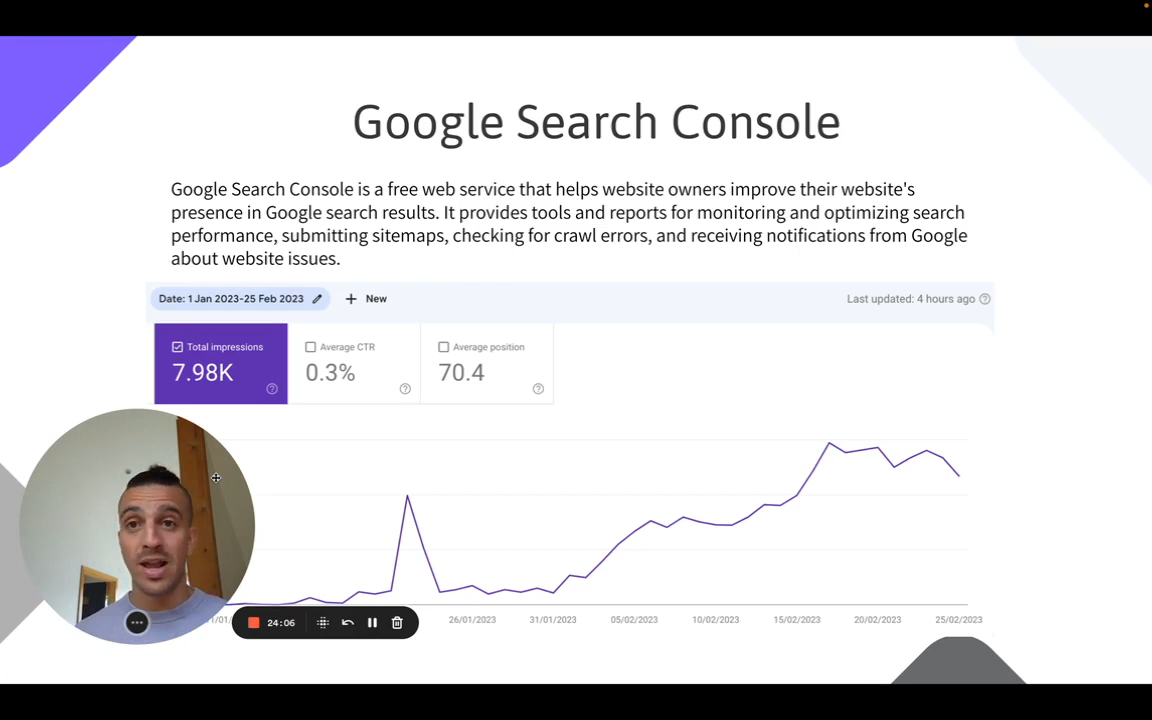 Google Search Console
Google Search Console is a free web service that helps website owners improve their website's
presence in Google search results. It provides tools and reports for monitoring and optimizing search
performance, submitting sitemaps, checking for crawl errors, and receiving notifications from Google
about website issues.
Date: 1 Jan 2023-25 Feb 2023
New
Last updated: 4 hours ago
Total impressions
Average CTR
Average position
7.98K
0.3%
70.4
24:06
26/01/2023
31/01/2023
05/02/2023
10/02/2023
15/02/2023
20/02/2023
25/02/2023